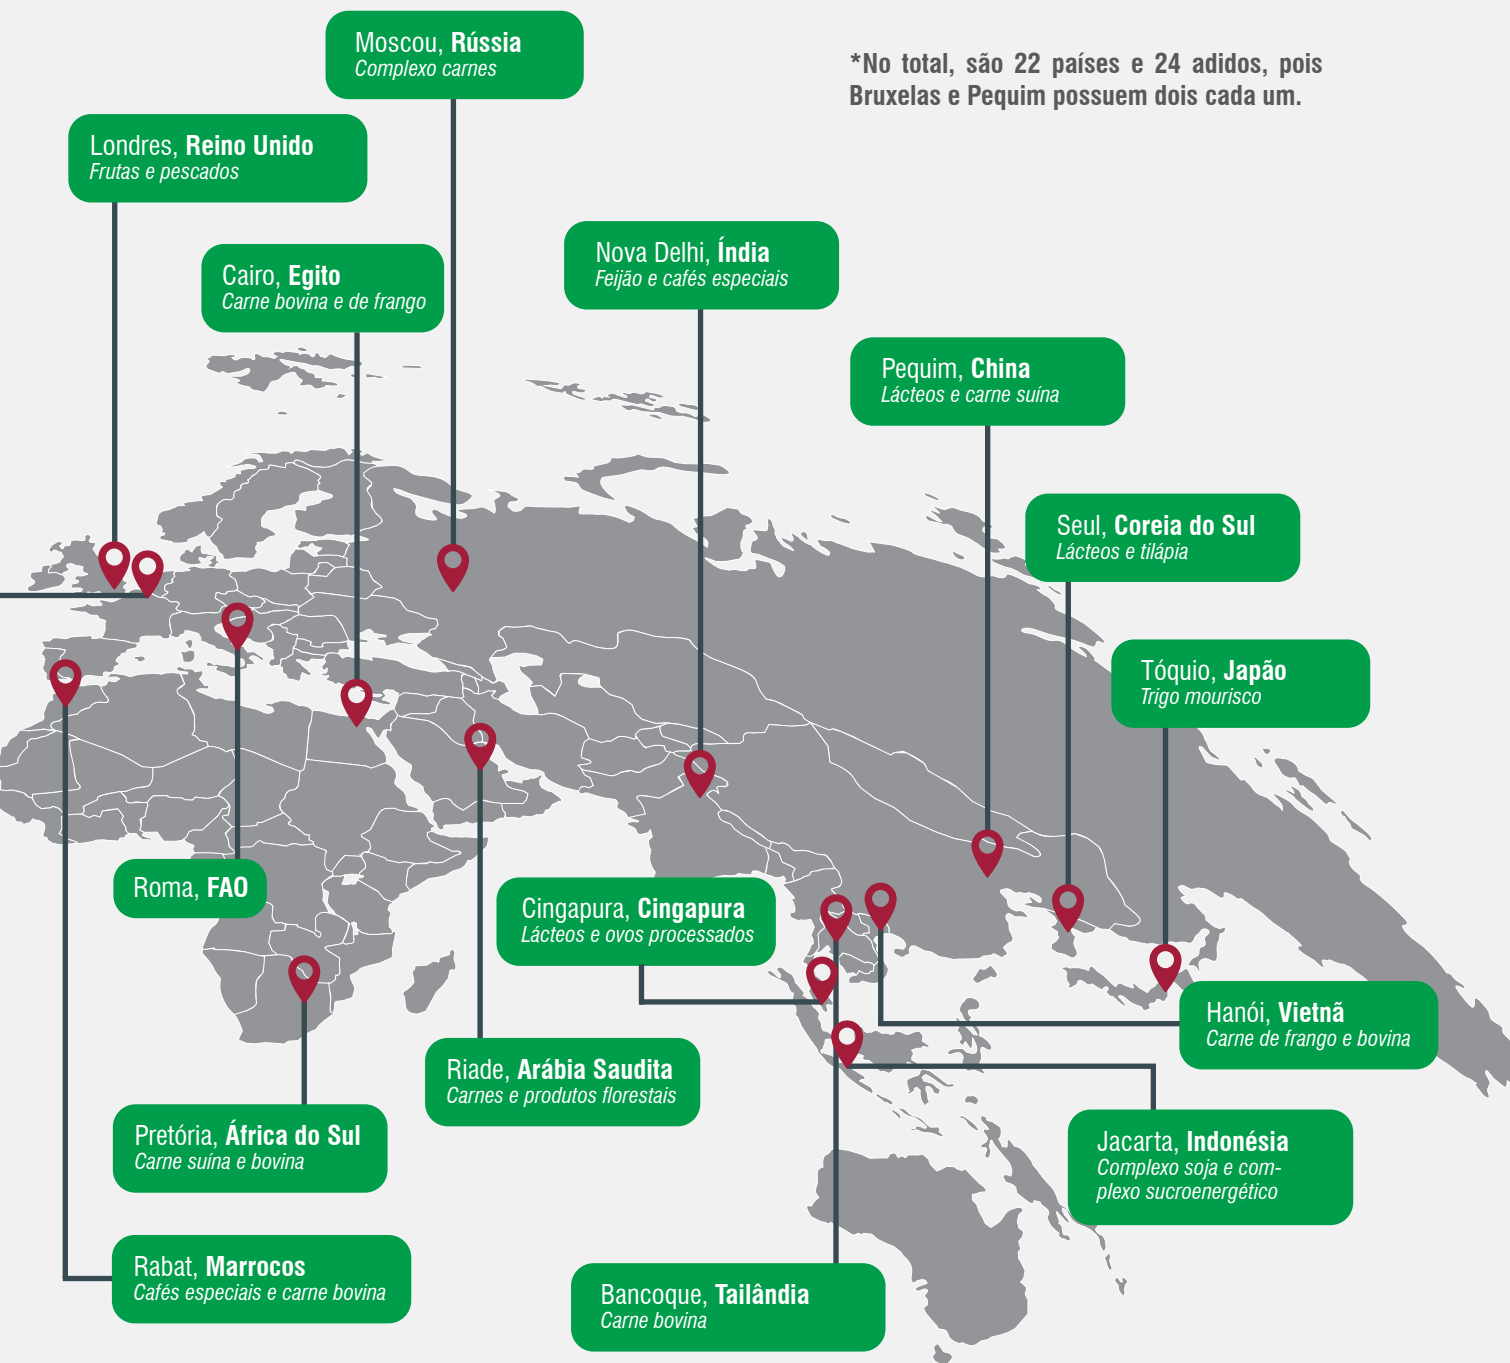 Moscou, Rússia
Complexo carnes
*No total, são 22 países e 24 adidos, pois
Bruxelas e Pequim possuem dois cada um.
Londres, Reino Unido
Frutas e pescados
Cairo, Egito
Carne bovina e de frango
Nova Delhi, Índia
Feijão e cafés especiais
Pequim, China
Lácteos e carne suína
Seul, Coreia do Sul
Lácteos e tilápia
Tóquio, Japão
Trigo mourisco
Roma, FAO
Cingapura, Cingapura
Lácteos e ovos processados
Hanói, Vietnã
Carne de frango e bovina
Riade, Arábia Saudita
Carnes e produtos florestais
Pretória, África do Sul
Carne suína e bovina
Jacarta, Indonésia
Complexo soja e com-
plexo sucroenergético
Rabat, Marrocos
Cafés especiais e carne bovina
Bancoque, Tailândia
Carne bovina